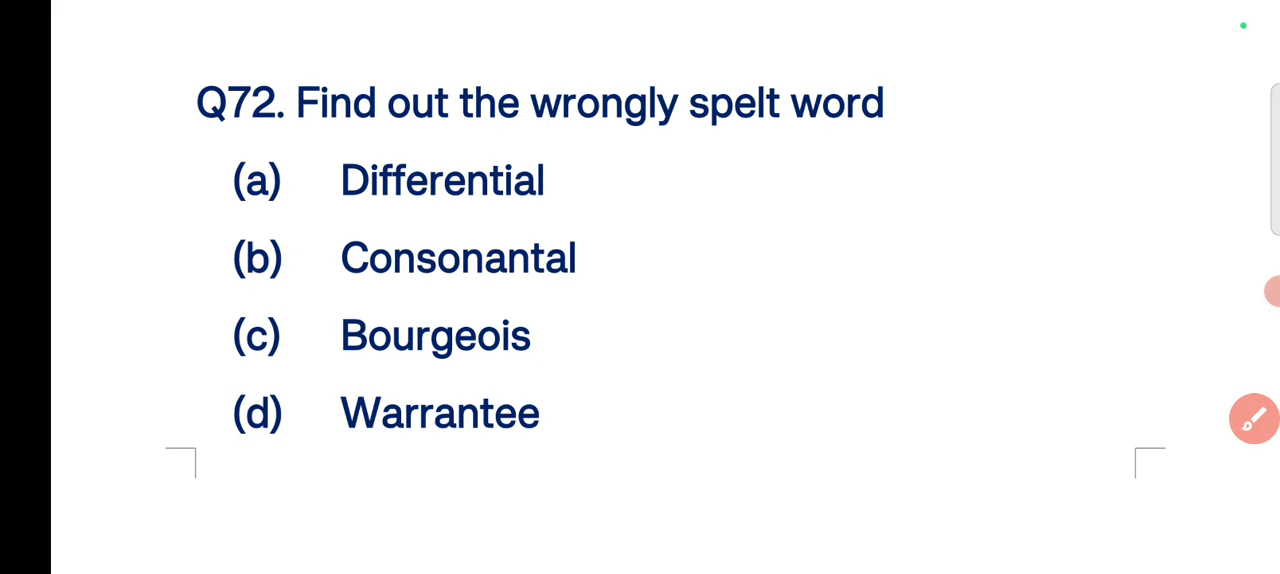 Q72. Find out the wrongly spelt word
(a) Differential
(b) Consonantal
(c) Bourgeois
(d) Warrantee